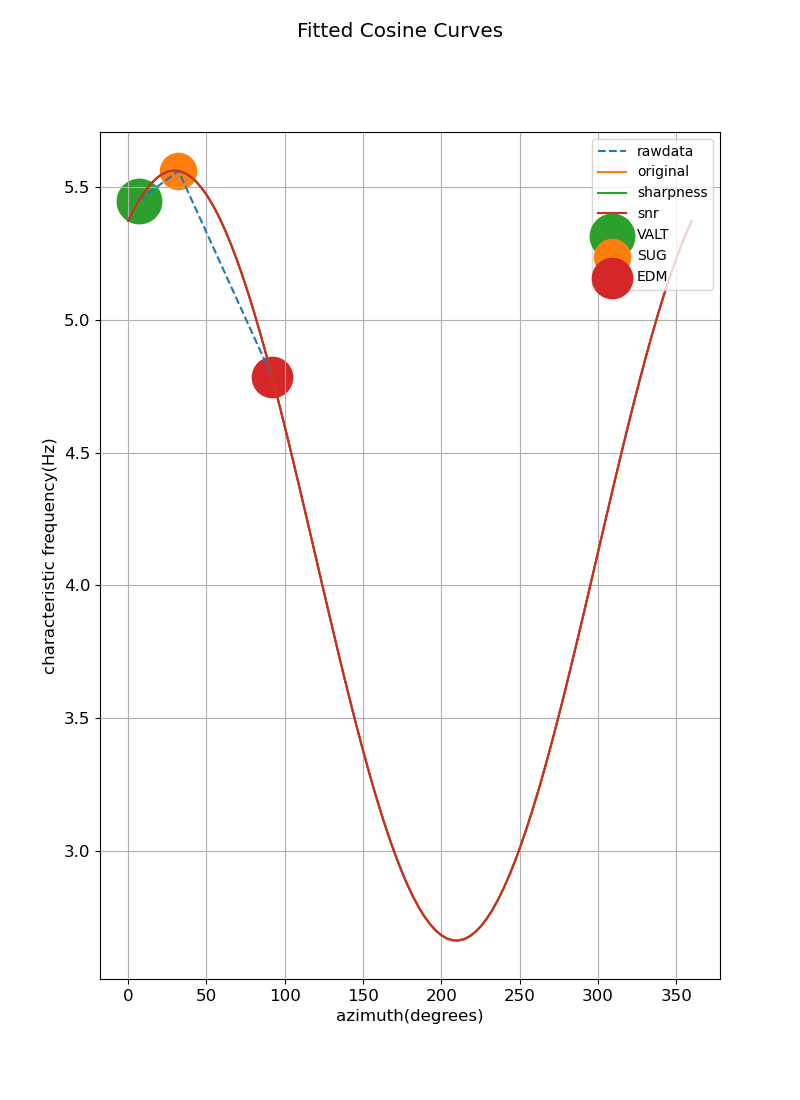 Fitted Cosine Curves
rawdata
original
sharpness
snr
VALT
SUG
EDM
characteristic frequency(Hz)
5.5
5.0
4.5
4.0
3.5
3.0
0 50 100 150 200 250 300 350
azimuth(degrees)